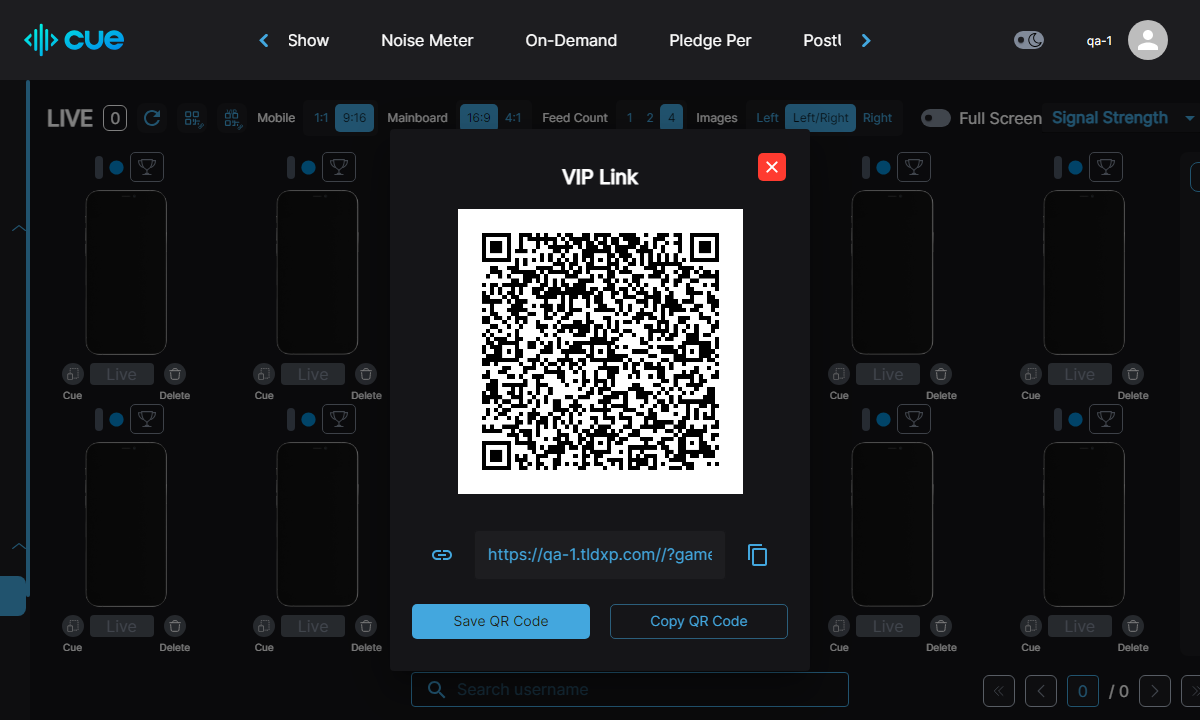 cue
Show Noise Meter On-Demand Pledge Per PostU qa-1
LIVE 0 Mobile 1:1 9:16 Mainboard 16:9 4:1 Feed Count 1 2 4 Images Left Left/Right Right Full Screen Signal Strength
VIP Link
Live Live Live Live
Cue Delete Cue Delete Cue Delete Cue Delete
https://qa-1.tldxp.com//?game
Save QR Code Copy QR Code
Live Live Live Live
Cue Delete Cue Delete Cue Delete Cue Delete
Search username 0 / 0